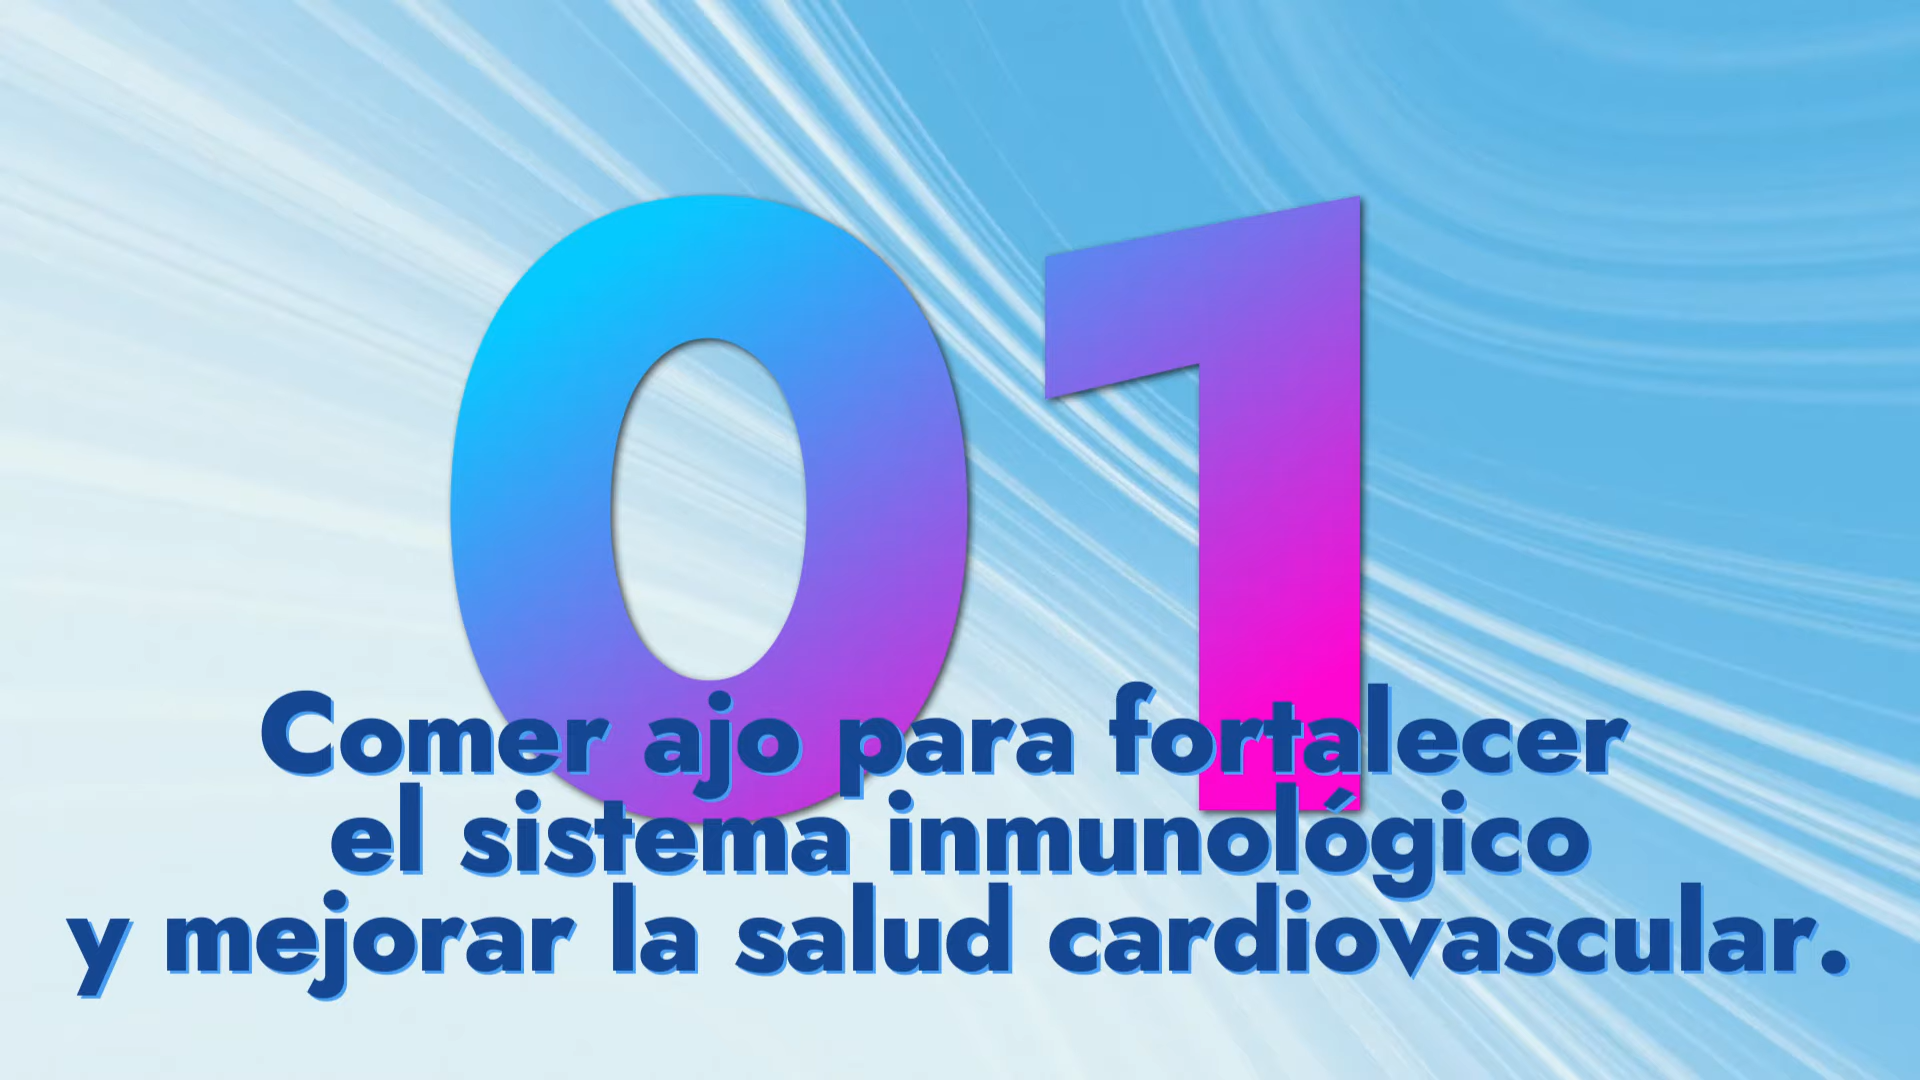 01
Comer ajo para fortalecer
el sistema inmunológico
y mejorar la salud cardiovascular.